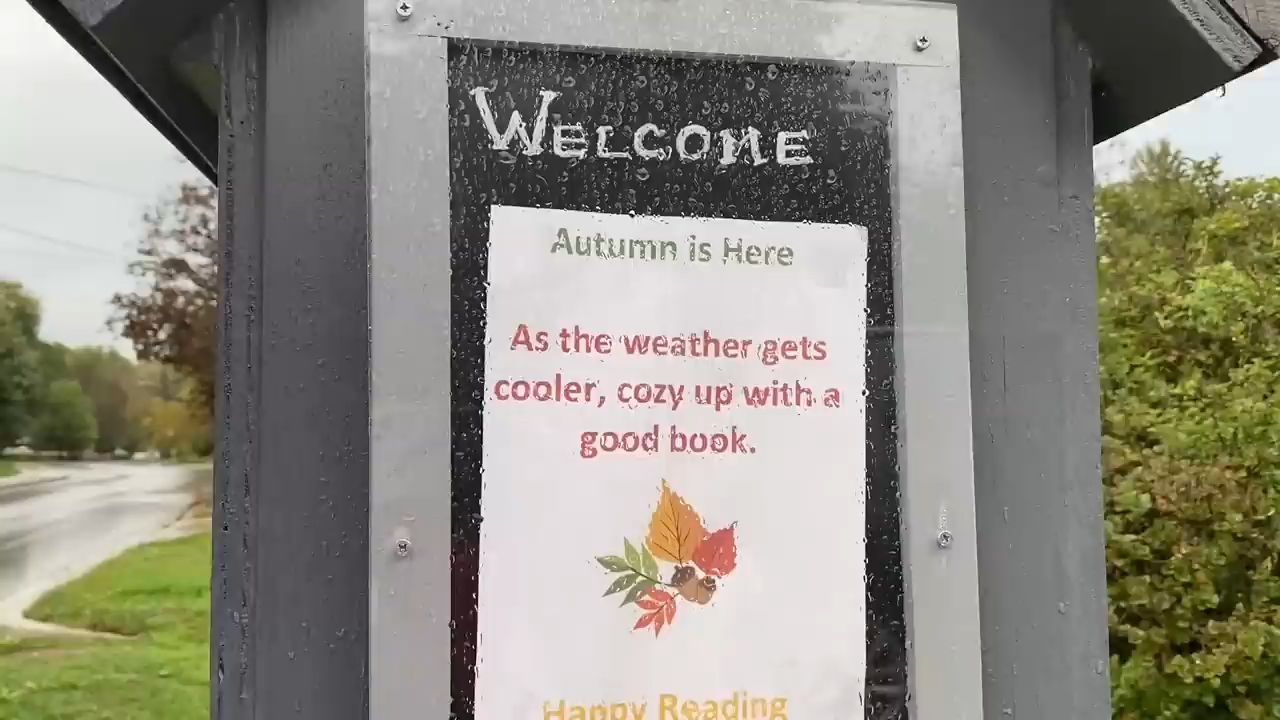 WELCOME
Autumn is Here
As the weather gets
cooler, cozy up with a
good book.
Happy Reading